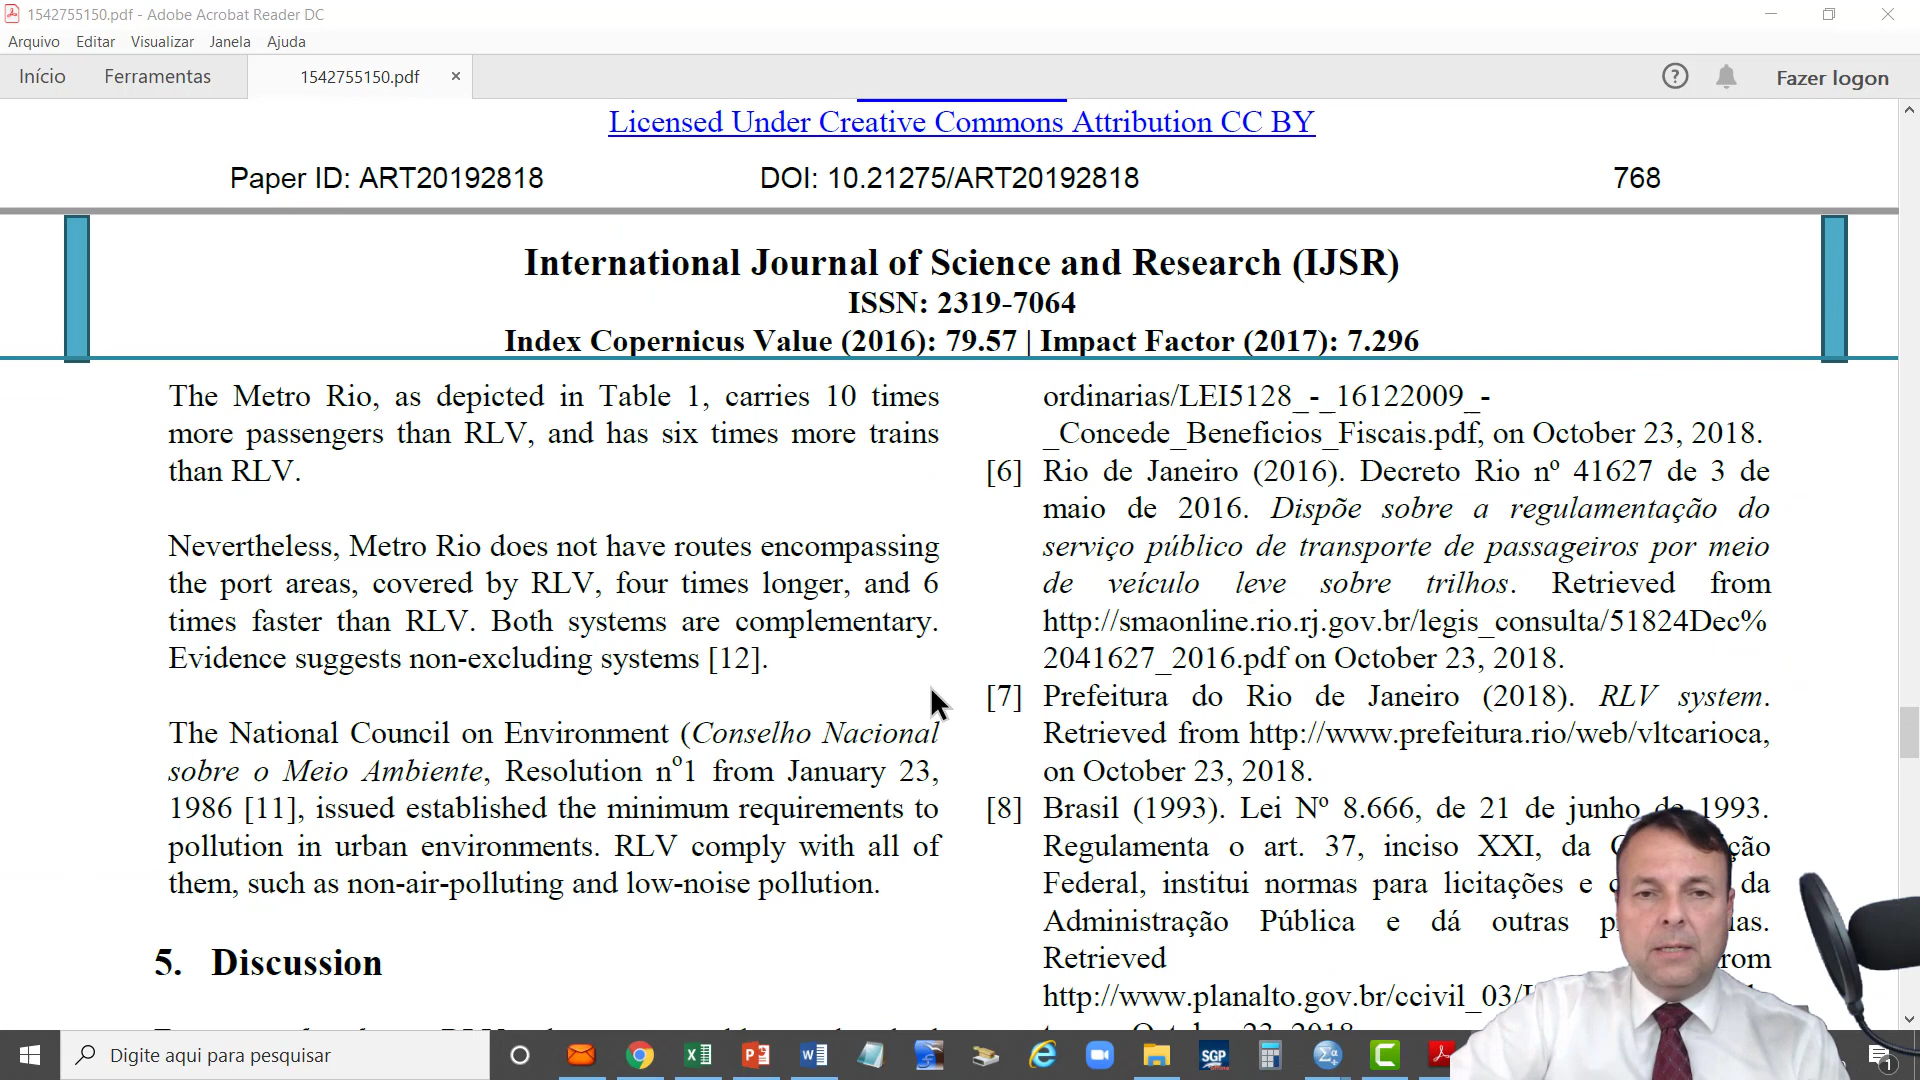 1542755150.pdf - Adobe Acrobat Reader DC
Arquivo Editar Visualizar Janela Ajuda
Início Ferramentas 1542755150.pdf × Fazer logon
Licensed Under Creative Commons Attribution CC BY
Paper ID: ART20192818 DOI: 10.21275/ART20192818 768
International Journal of Science and Research (IJSR)
ISSN: 2319-7064
Index Copernicus Value (2016): 79.57 | Impact Factor (2017): 7.296
The Metro Rio, as depicted in Table 1, carries 10 times
more passengers than RLV, and has six times more trains
than RLV.
Nevertheless, Metro Rio does not have routes encompassing
the port areas, covered by RLV, four times longer, and 6
times faster than RLV. Both systems are complementary.
Evidence suggests non-excluding systems [12].
The National Council on Environment (Conselho Nacional
sobre o Meio Ambiente, Resolution nº1 from January 23,
1986 [11], issued established the minimum requirements to
pollution in urban environments. RLV comply with all of
them, such as non-air-polluting and low-noise pollution.
5. Discussion
ordinarias/LEI5128_-_16122009_-
_Concede_Beneficios_Fiscais.pdf, on October 23, 2018.
[6] Rio de Janeiro (2016). Decreto Rio nº 41627 de 3 de
maio de 2016. Dispõe sobre a regulamentação do
serviço público de transporte de passageiros por meio
de veículo leve sobre trilhos. Retrieved from
http://smaonline.rio.rj.gov.br/legis_consulta/51824Dec%
2041627_2016.pdf on October 23, 2018.
[7] Prefeitura do Rio de Janeiro (2018). RLV system.
Retrieved from http://www.prefeitura.rio/web/vltcarioca,
on October 23, 2018.
[8] Brasil (1993). Lei Nº 8.666, de 21 de junho de 1993.
Regulamenta o art. 37, inciso XXI, da
Federal, institui normas para licitações e da
Administração Pública e dá outras
Retrieved
http://www.planalto.gov.br/ccivil_03/
Digite aqui para pesquisar
SGP
1